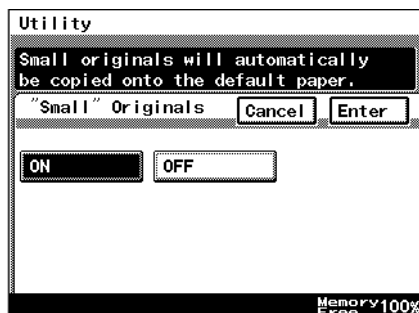 Utility
Small originals will automatically
be copied onto the default paper.
"Small" Originals Cancel Enter
ON OFF
Memory 100%
Free